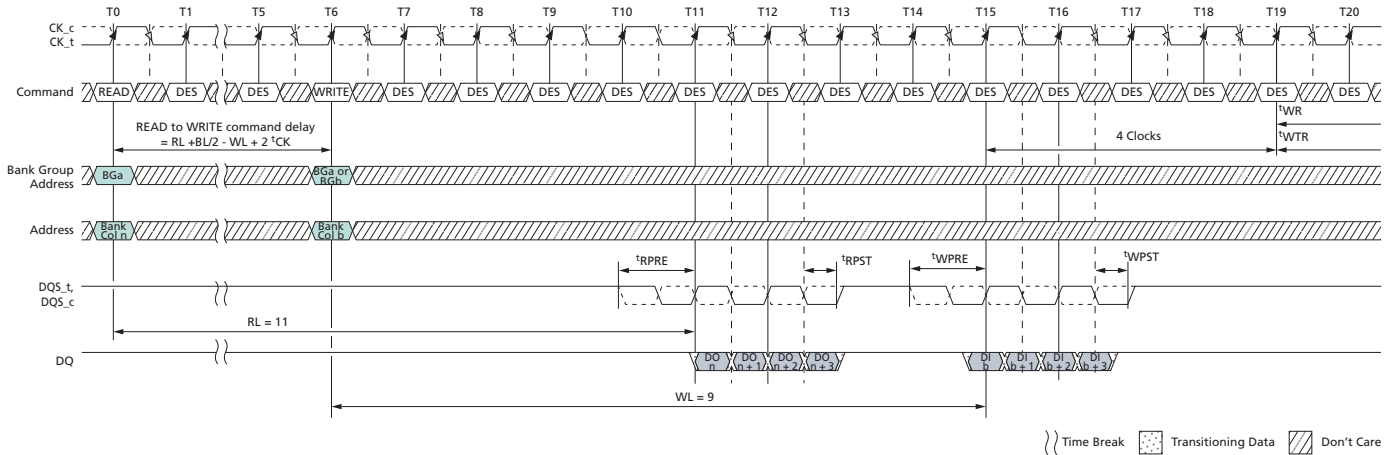 T0 T1 T5 T6 T7 T8 T9 T10 T11 T12 T13 T14 T15 T16 T17 T18 T19 T20
CK_c
CK_t
Command READ DES DES WRITE DES DES DES DES DES DES DES DES DES DES DES DES DES DES
tWR
READ to WRITE command delay
= RL +BL/2 - WL + 2 tCK
4 Clocks
tWTR
Bank Group
Address
BGa
BGa or
BGb
Address
Bank
Col n
Bank
Col b
tRPRE tRPST tWPRE tWPST
DQS_t,
DQS_c
RL = 11
DQ
DO
n
DO
n + 1
DO
n + 2
DO
n + 3
DI
b
DI
b + 1
DI
b + 2
DI
b + 3
WL = 9
Time Break Transitioning Data Don't Care